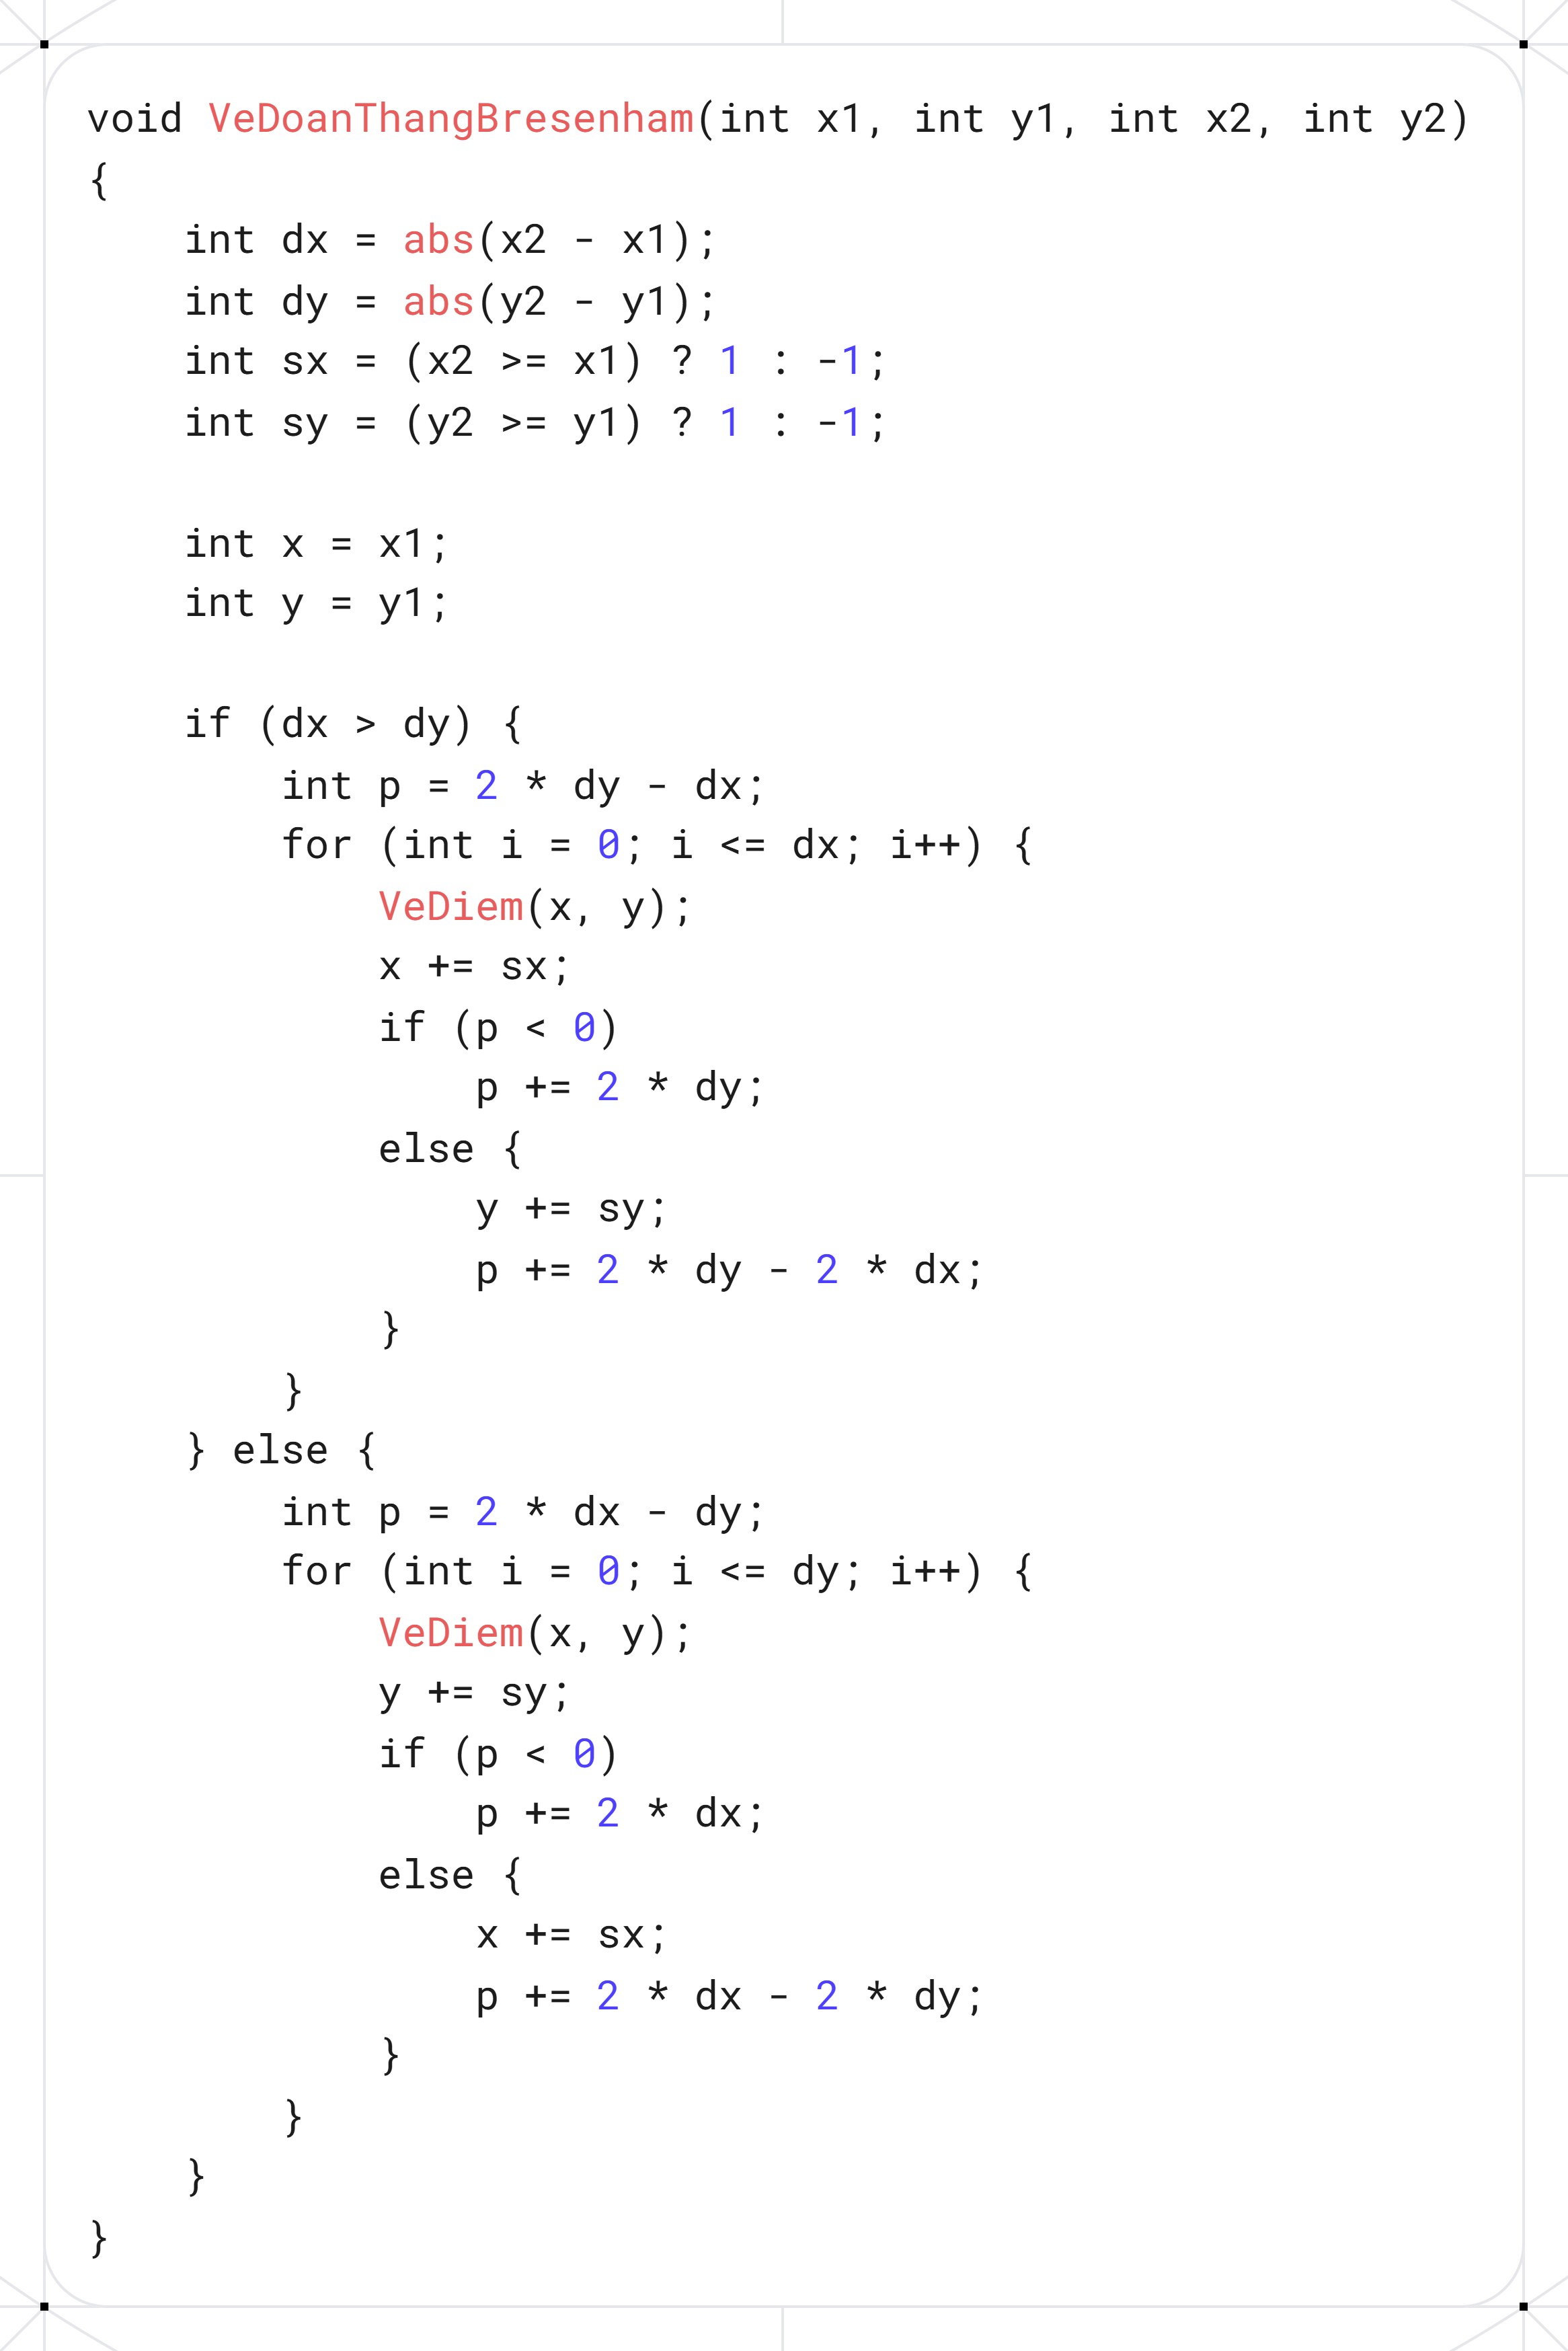 void VeDoanThangBresenham(int x1, int y1, int x2, int y2)
{
    int dx = abs(x2 - x1);
    int dy = abs(y2 - y1);
    int sx = (x2 >= x1) ? 1 : -1;
    int sy = (y2 >= y1) ? 1 : -1;

    int x = x1;
    int y = y1;

    if (dx > dy) {
        int p = 2 * dy - dx;
        for (int i = 0; i <= dx; i++) {
            VeDiem(x, y);
            x += sx;
            if (p < 0)
                p += 2 * dy;
            else {
                y += sy;
                p += 2 * dy - 2 * dx;
            }
        }
    } else {
        int p = 2 * dx - dy;
        for (int i = 0; i <= dy; i++) {
            VeDiem(x, y);
            y += sy;
            if (p < 0)
                p += 2 * dx;
            else {
                x += sx;
                p += 2 * dx - 2 * dy;
            }
        }
    }
}